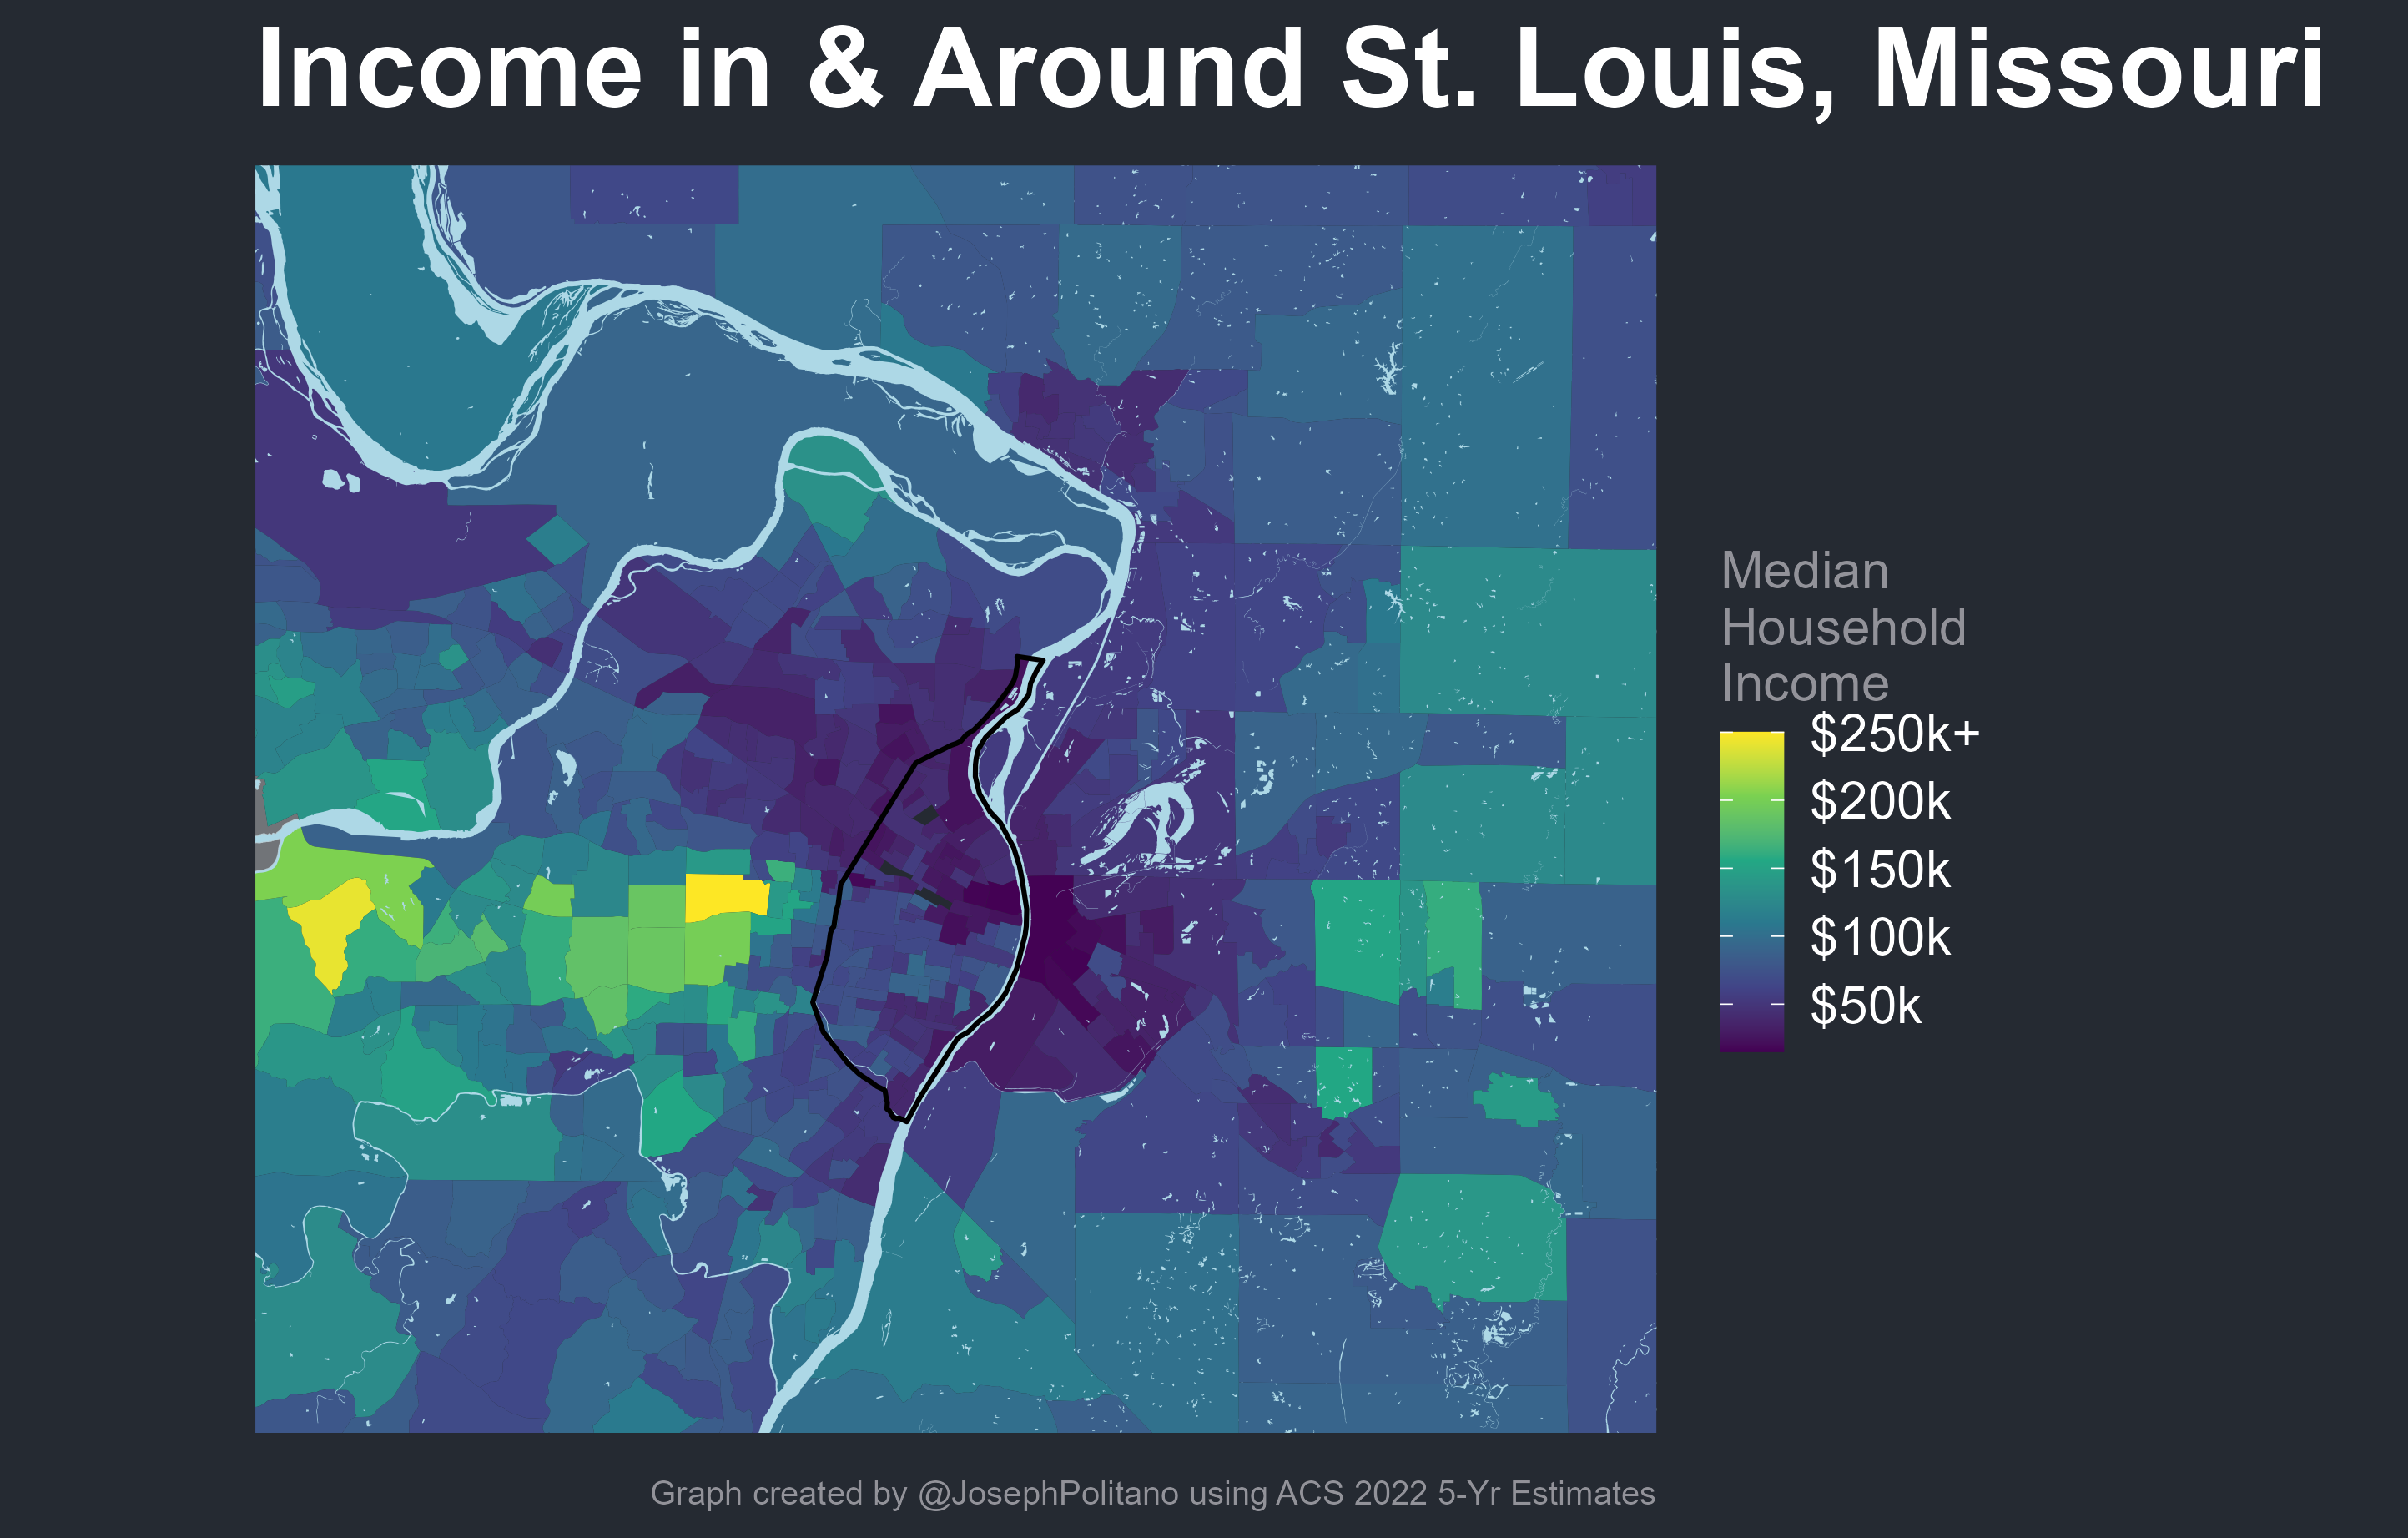 Income in & Around St. Louis, Missouri
Median
Household
Income
$250k+
$200k
$150k
$100k
$50k
Graph created by @JosephPolitano using ACS 2022 5-Yr Estimates